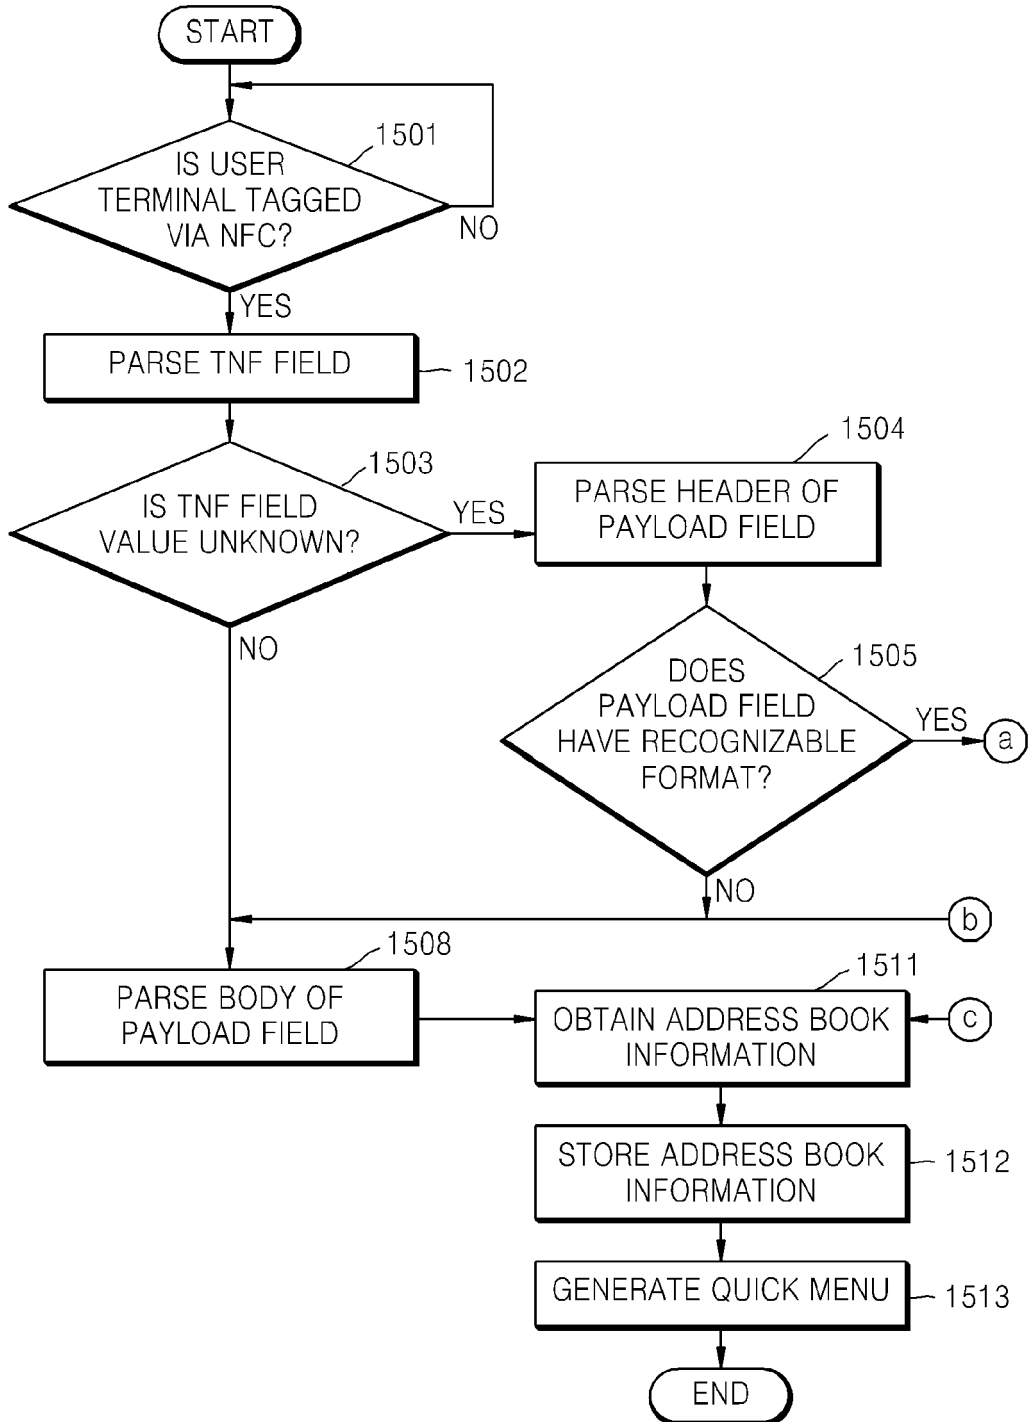 START
1501
IS USER
TERMINAL TAGGED
VIA NFC?
NO
YES
PARSE TNF FIELD
1502
1503
IS TNF FIELD
VALUE UNKNOWN?
YES
NO
1504
PARSE HEADER OF
PAYLOAD FIELD
1505
DOES
PAYLOAD FIELD
HAVE RECOGNIZABLE
FORMAT?
YES
a
NO
b
1508
PARSE BODY OF
PAYLOAD FIELD
1511
OBTAIN ADDRESS BOOK
INFORMATION
c
STORE ADDRESS BOOK
INFORMATION
1512
GENERATE QUICK MENU
1513
END